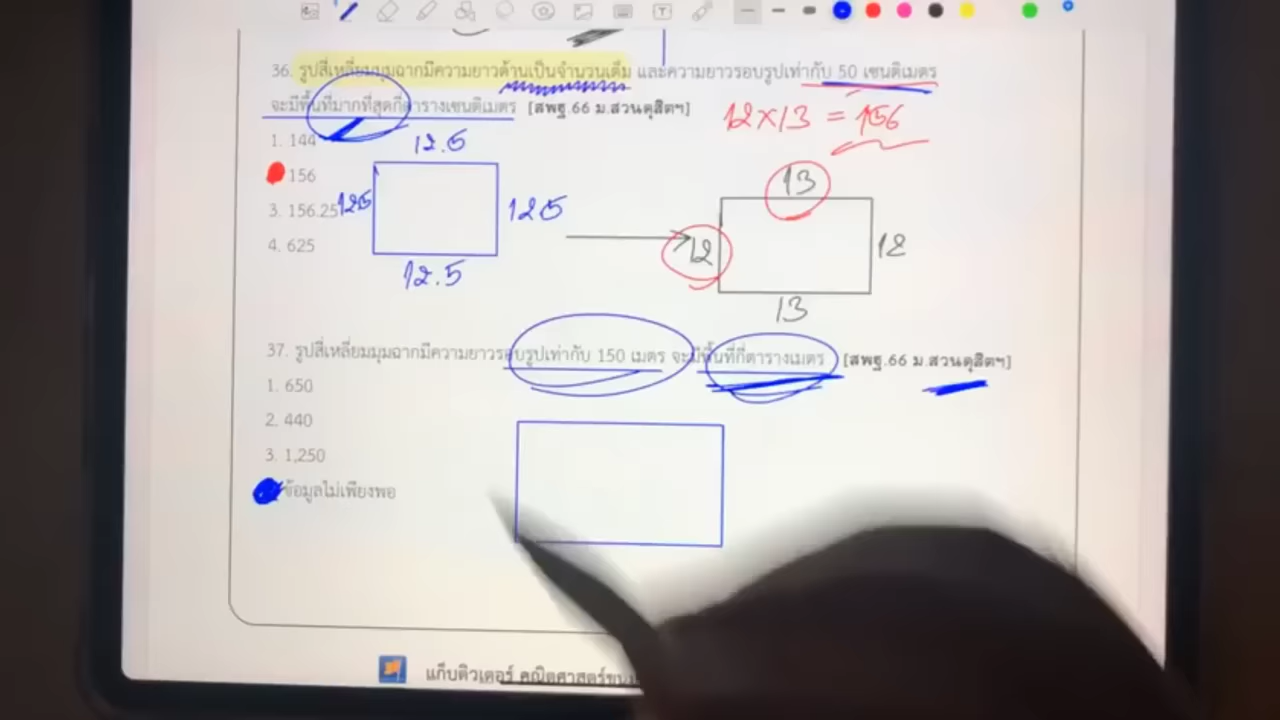 36. รูปสี่เหลี่ยมมุมฉากมีความยาวด้านเป็นจำนวนเต็ม และความยาวรอบรูปเท่ากับ 50 เซนติเมตร
จะมีพื้นที่มากที่สุดกี่ตารางเซนติเมตร [สพฐ.66 ม.สวนดุสิตฯ]
12×13 = 156
1. 144
12.5
156
13
3. 156.25
125
125
12
12
4. 625
12.5
13
37. รูปสี่เหลี่ยมมุมฉากมีความยาวรอบรูปเท่ากับ 150 เมตร จะมีพื้นที่กี่ตารางเมตร [สพฐ.66 ม.สวนดุสิตฯ]
1. 650
2. 440
3. 1,250
ข้อมูลไม่เพียงพอ
แก๊บติวเตอร์ คณิตศาสตร์